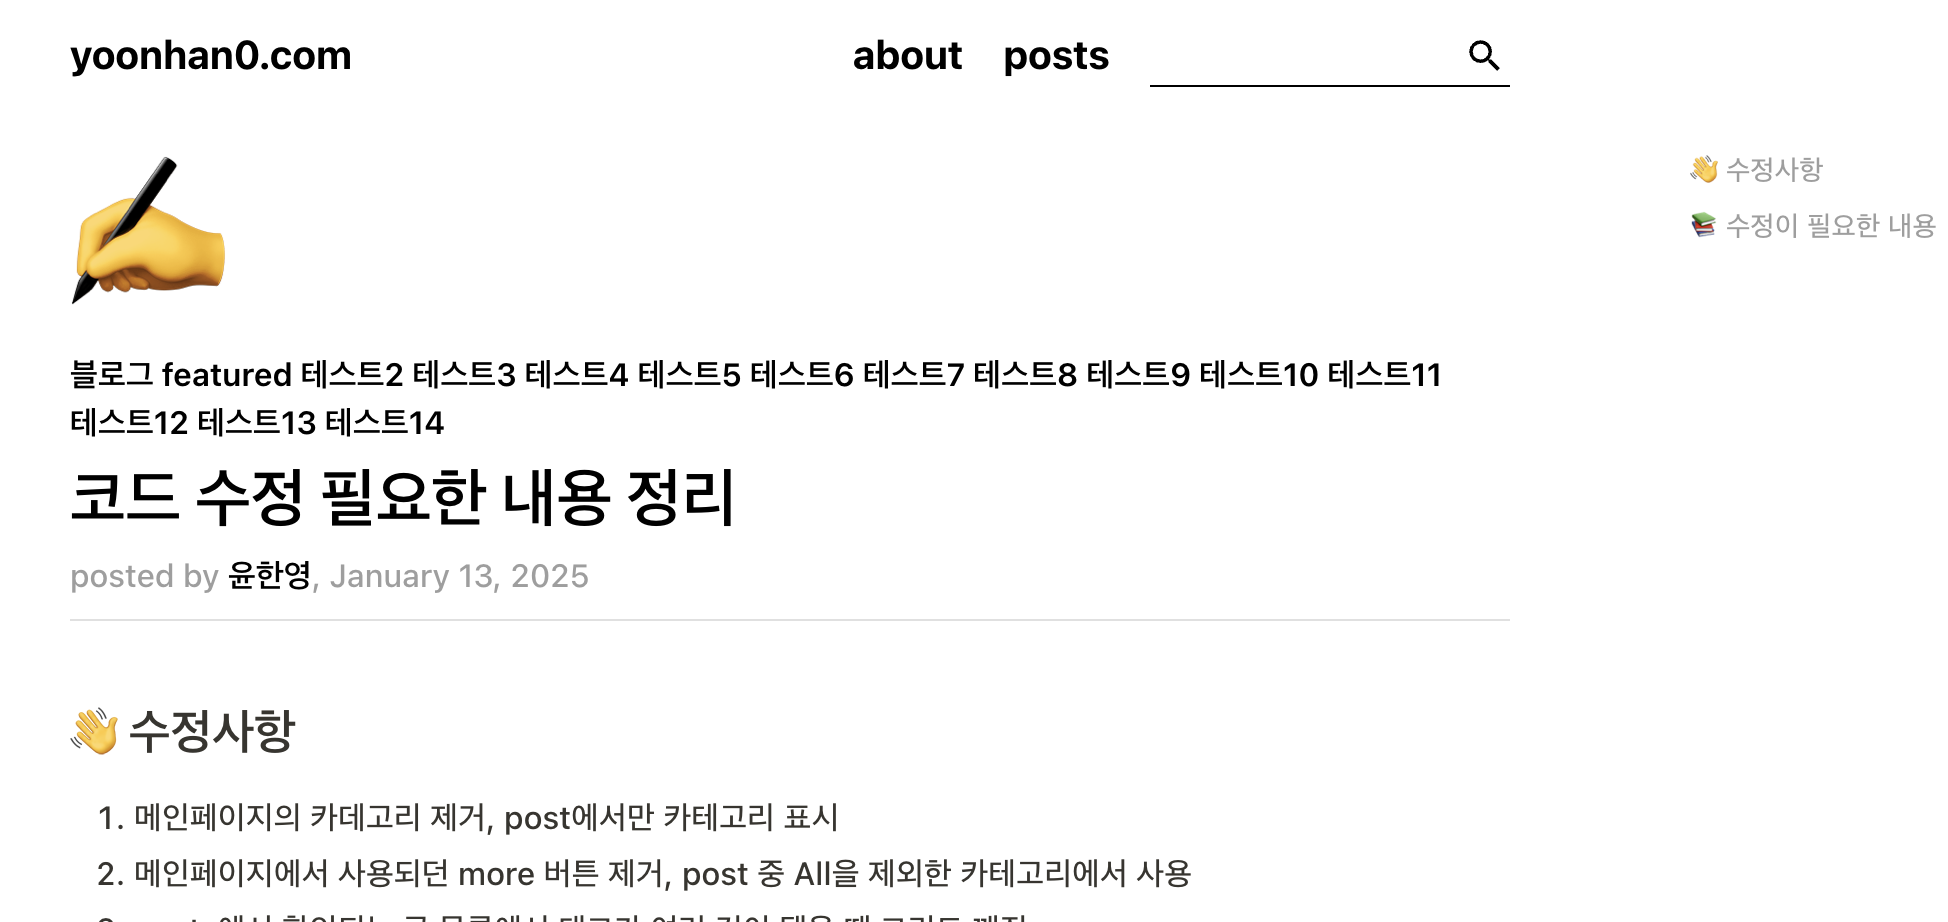 yoonhan0.com about posts
👋 수정사항
📚 수정이 필요한 내용
블로그 featured 테스트2 테스트3 테스트4 테스트5 테스트6 테스트7 테스트8 테스트9 테스트10 테스트11
테스트12 테스트13 테스트14
코드 수정 필요한 내용 정리
posted by 윤한영, January 13, 2025
👋 수정사항
1. 메인페이지의 카데고리 제거, post에서만 카테고리 표시
2. 메인페이지에서 사용되던 more 버튼 제거, post 중 All을 제외한 카테고리에서 사용